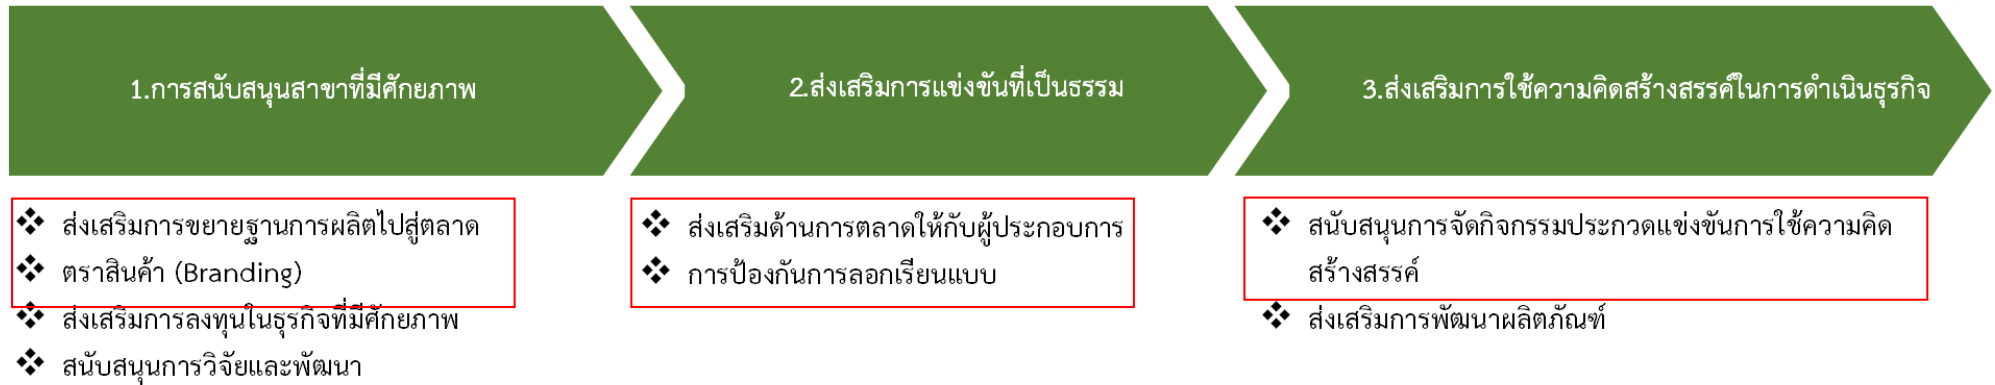 1.การสนับสนุนสาขาที่มีศักยภาพ
2.ส่งเสริมการแข่งขันที่เป็นธรรม
3.ส่งเสริมการใช้ความคิดสร้างสรรค์ในการดำเนินธุรกิจ
❖ ส่งเสริมการขยายฐานการผลิตไปสู่ตลาด
❖ ตราสินค้า (Branding)
❖ ส่งเสริมการลงทุนในธุรกิจที่มีศักยภาพ
❖ สนับสนุนการวิจัยและพัฒนา
❖ ส่งเสริมด้านการตลาดให้กับผู้ประกอบการ
❖ การป้องกันการลอกเรียนแบบ
❖ สนับสนุนการจัดกิจกรรมประกวดแข่งขันการใช้ความคิด
สร้างสรรค์
❖ ส่งเสริมการพัฒนาผลิตภัณฑ์